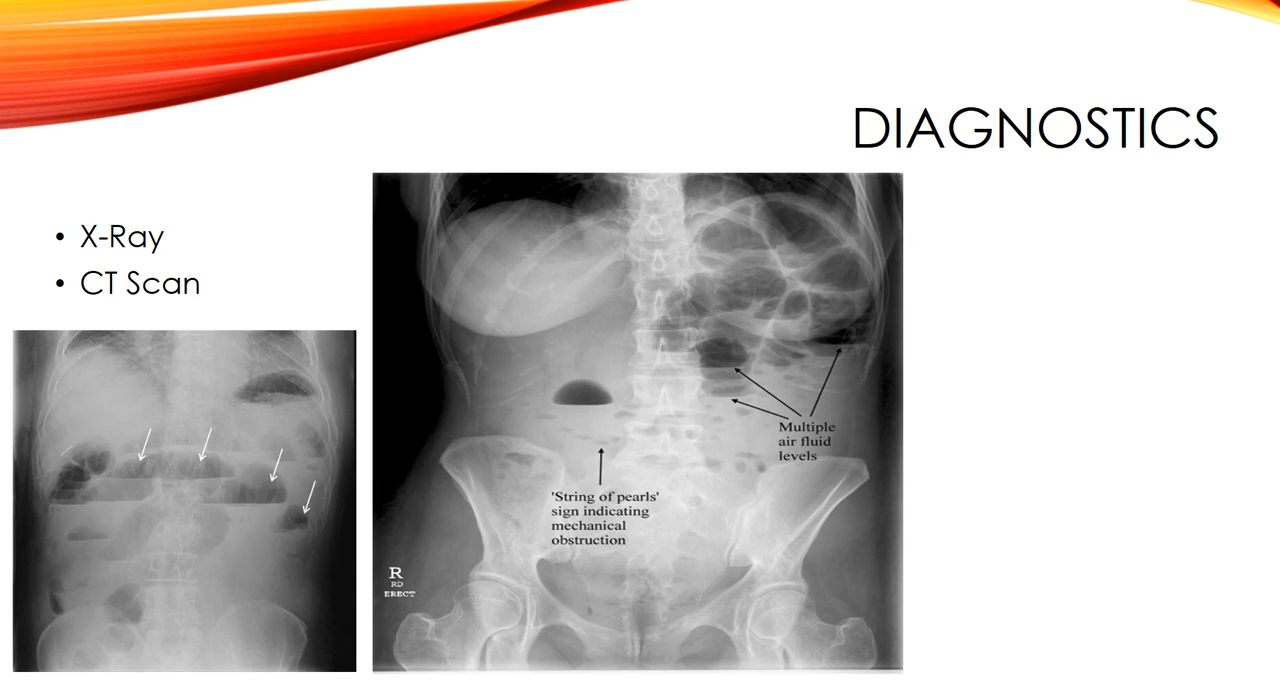 DIAGNOSTICS
• X-Ray
• CT Scan
Multiple
air fluid
levels
'String of pearls'
sign indicating
mechanical
obstruction
R
RD
ERECT